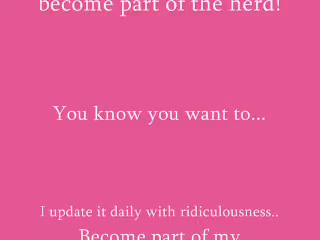 become part of the herd!
You know you want to...
I update it daily with ridiculousness..
Become part of my